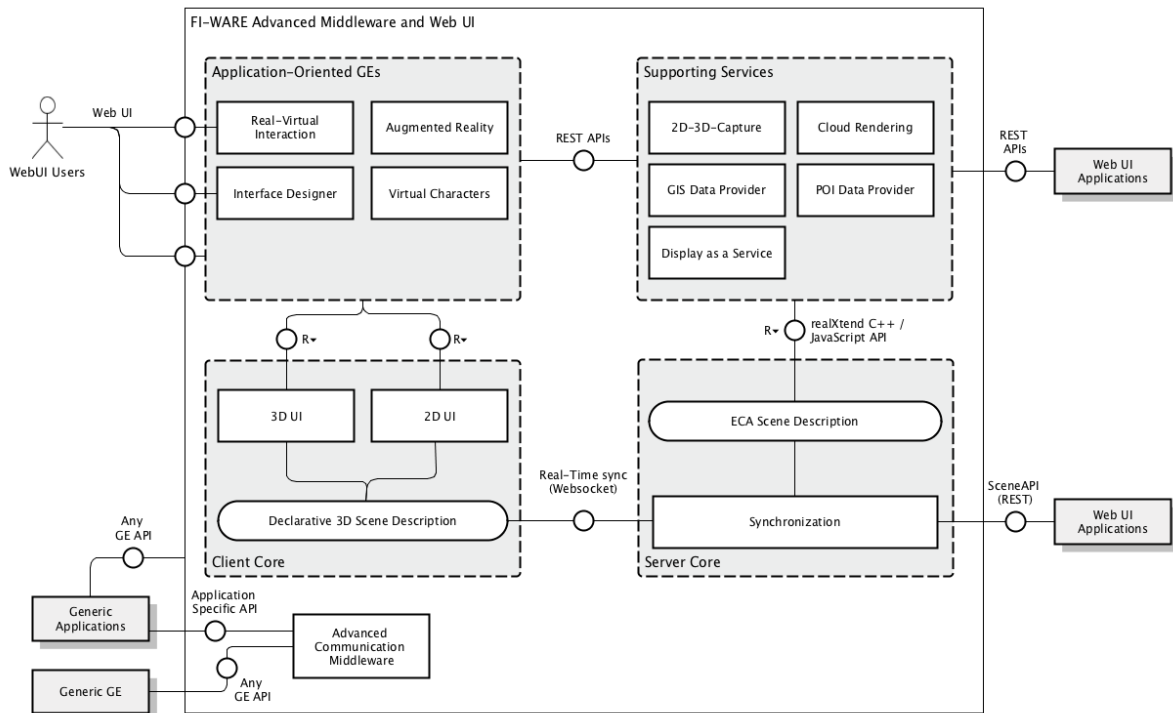 FI-WARE Advanced Middleware and Web UI
Application-Oriented GEs
Supporting Services
Web UI
WebUI Users
Real-Virtual
Interaction
Augmented Reality
Interface Designer
Virtual Characters
REST APIs
2D-3D-Capture
Cloud Rendering
GIS Data Provider
POI Data Provider
Display as a Service
REST
APIs
Web UI
Applications
R
R
R
realXtend C++ /
JavaScript API
3D UI
2D UI
Declarative 3D Scene Description
Client Core
Real-Time sync
(Websocket)
ECA Scene Description
Synchronization
Server Core
SceneAPI
(REST)
Web UI
Applications
Any
GE API
Generic
Applications
Application
Specific API
Advanced
Communication
Middleware
Generic GE
Any
GE API